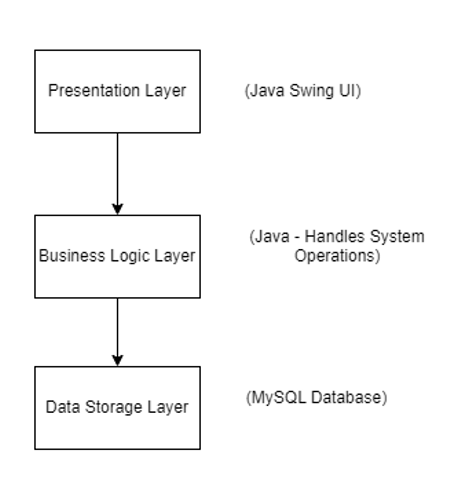 Presentation Layer
(Java Swing UI)
Business Logic Layer
(Java - Handles System
Operations)
Data Storage Layer
(MySQL Database)